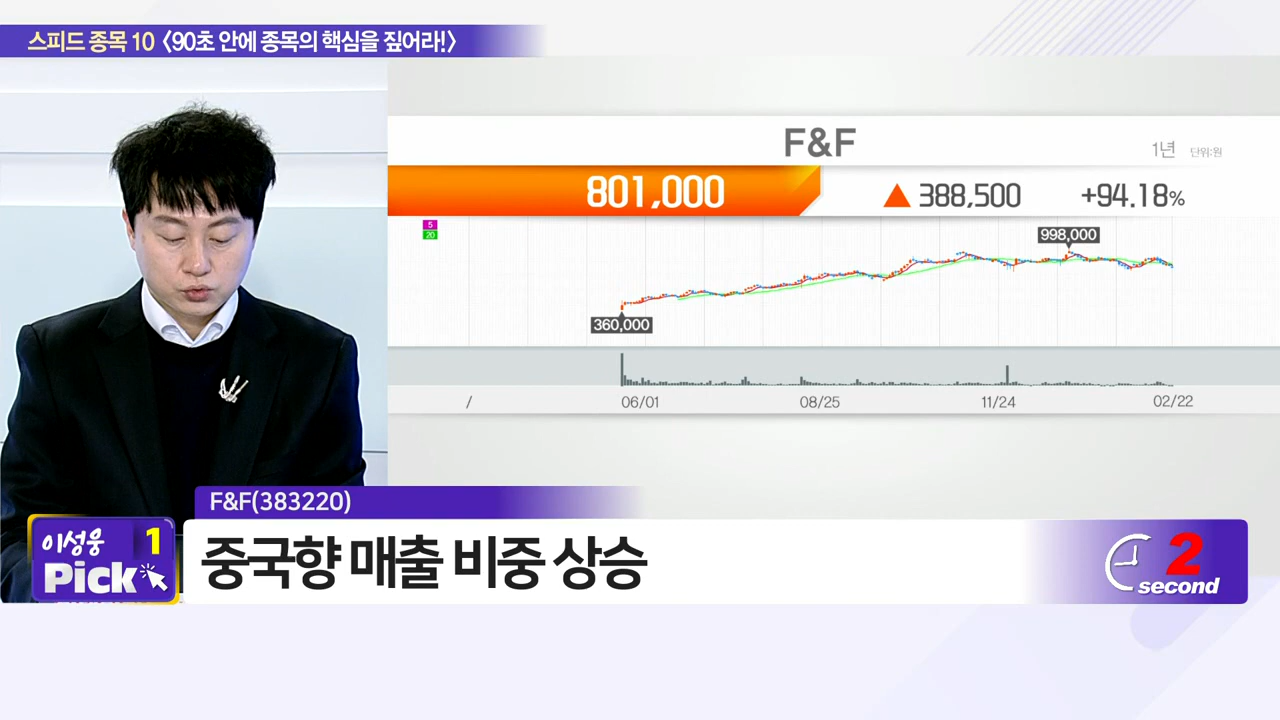 스피드 종목 10 〈90초 안에 종목의 핵심을 짚어라!〉
F&F
1년 단위:원
801,000 ▲ 388,500 +94.18%
5
20
998,000
360,000
/ 06/01 08/25 11/24 02/22
F&F(383220)
이성웅 1
Pick
중국향 매출 비중 상승
2
second